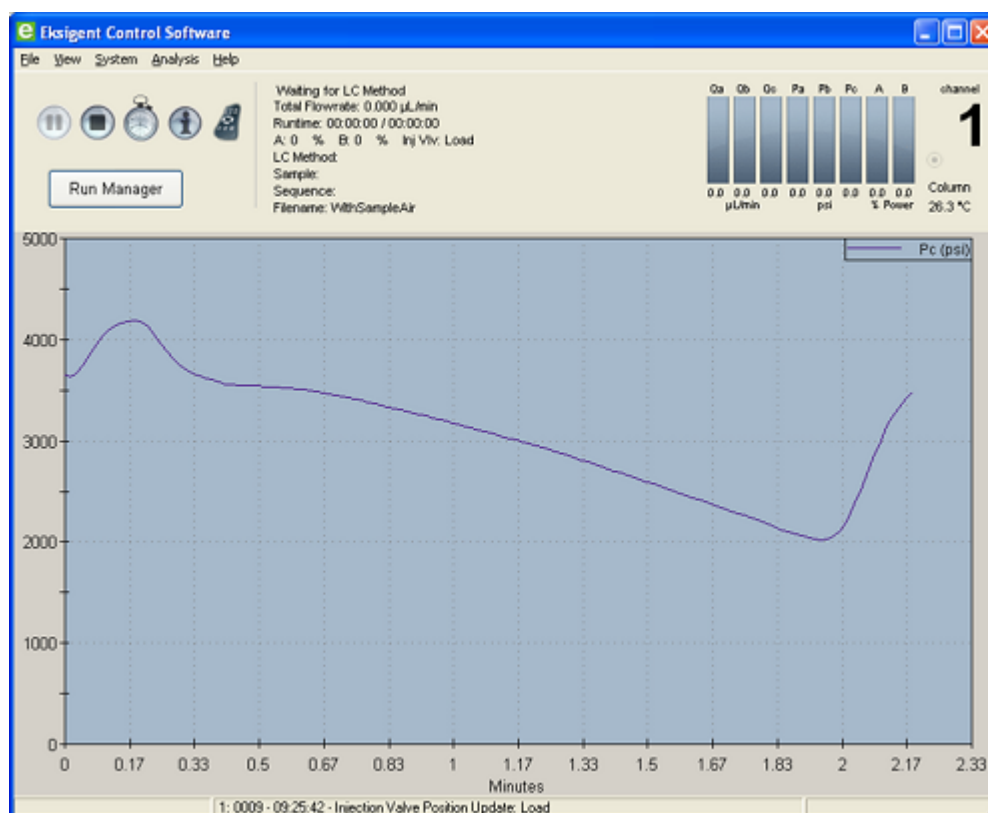 Eksigent Control Software
File View System Analysis Help
Waiting for LC Method
Total Flowrate: 0.000 µL/min
Runtime: 00:00:00 / 00:00:00
A: 0 % B: 0 % Inj Vlv: Load
LC Method:
Sample:
Sequence:
Filename: WithSampleAir
Run Manager
Qa Qb Qc Pa Pb Pc A B
0.0 0.0 0.0 0.0 0.0 0.0 0.0 0.0
µL/min psi % Power
channel
1
Column
26.3 °C
Pc (psi)
5000
4000
3000
2000
1000
0
0 0.17 0.33 0.5 0.67 0.83 1 1.17 1.33 1.5 1.67 1.83 2 2.17 2.33
Minutes
1: 0009 - 09:25:42 - Injection Valve Position Update: Load